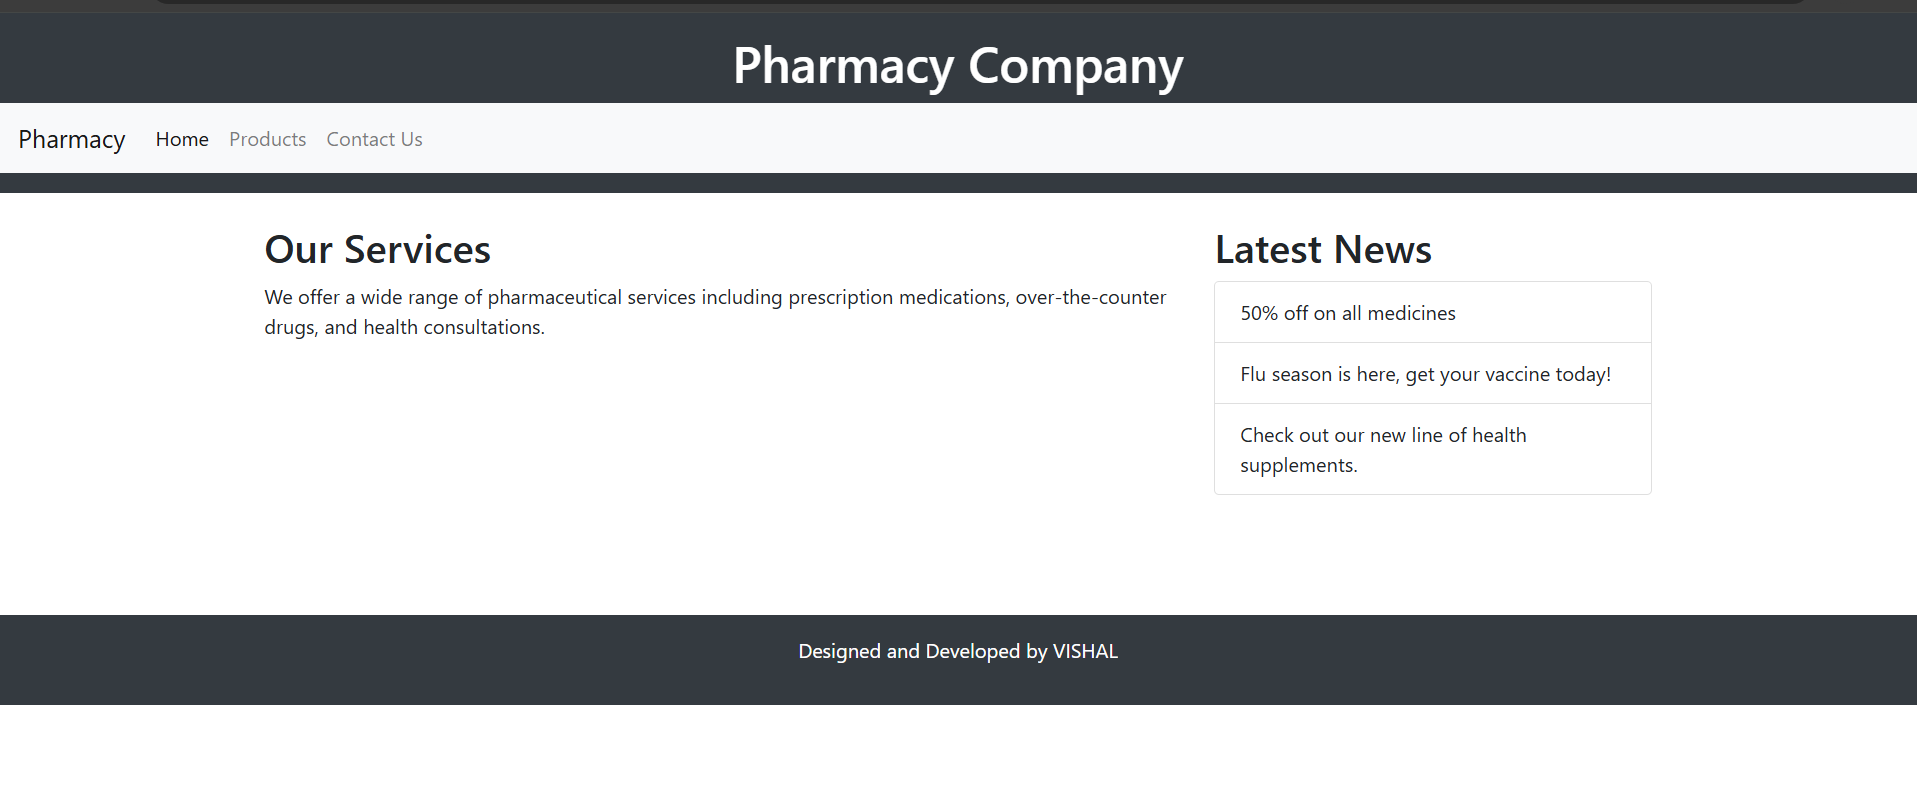 Pharmacy Company
Pharmacy Home Products Contact Us
Our Services
We offer a wide range of pharmaceutical services including prescription medications, over-the-counter
drugs, and health consultations.
Latest News
50% off on all medicines
Flu season is here, get your vaccine today!
Check out our new line of health
supplements.
Designed and Developed by VISHAL